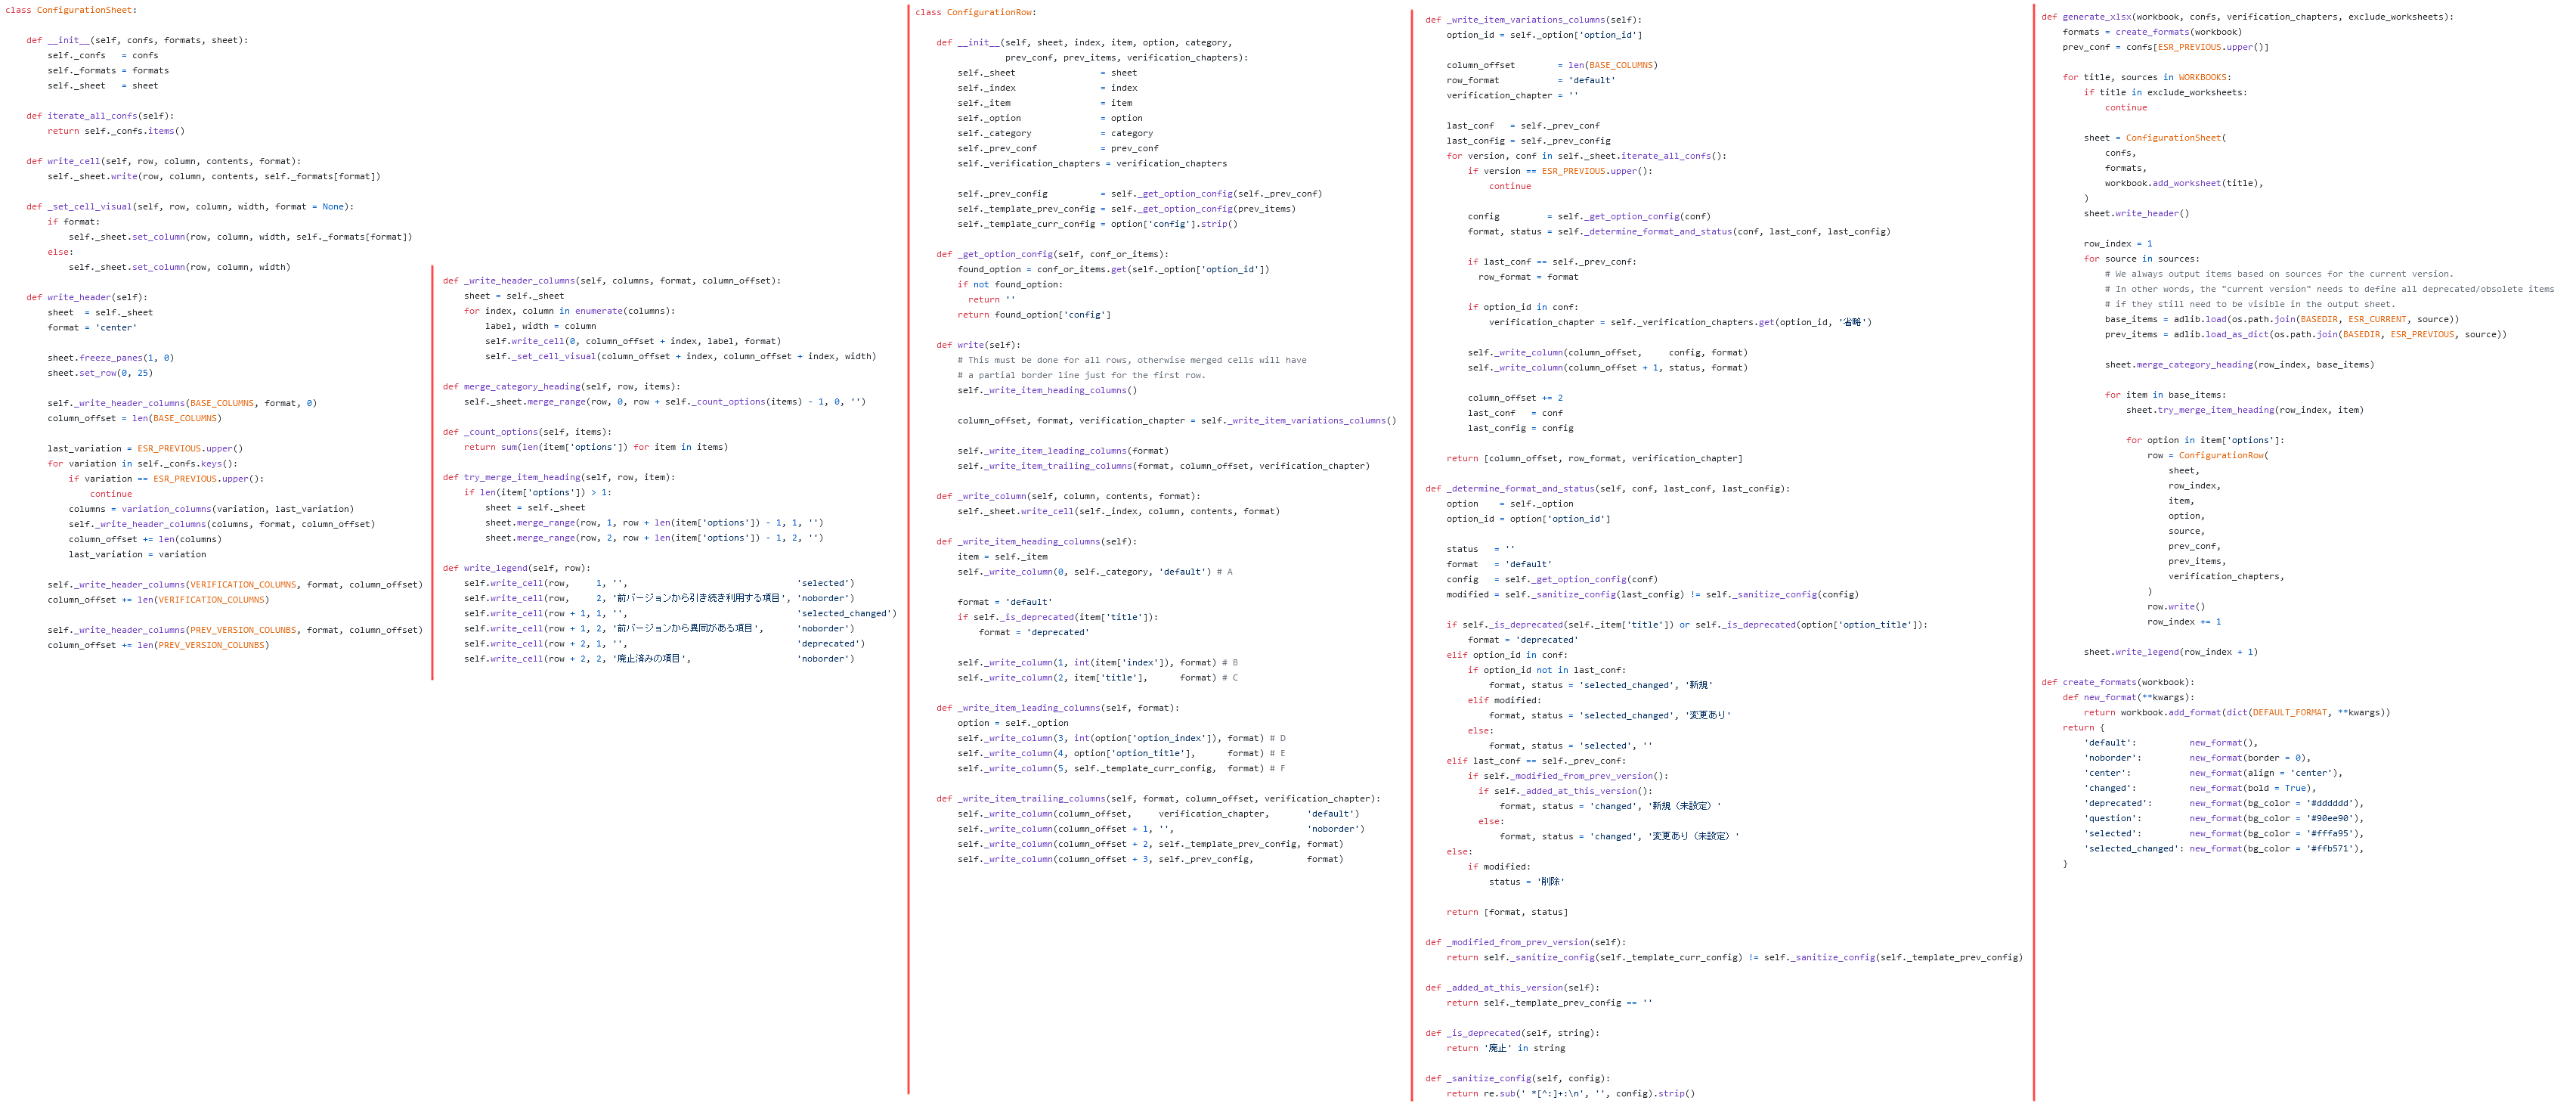 class ConfigurationSheet:
def __init__(self, confs, formats, sheet):
self._confs   = confs
self._formats = formats
self._sheet   = sheet
def iterate_all_confs(self):
return self._confs.items()
def write_cell(self, row, column, contents, format):
self._sheet.write(row, column, contents, self._formats[format])
def _set_cell_visual(self, row, column, width, format = None):
if format:
self._sheet.set_column(row, column, width, self._formats[format])
else:
self._sheet.set_column(row, column, width)
def write_header(self):
sheet  = self._sheet
format = 'center'
sheet.freeze_panes(1, 0)
sheet.set_row(0, 25)
self._write_header_columns(BASE_COLUMNS, format, 0)
column_offset = len(BASE_COLUMNS)
last_variation = ESR_PREVIOUS.upper()
for variation in self._confs.keys():
if variation == ESR_PREVIOUS.upper():
continue
columns = variation_columns(variation, last_variation)
self._write_header_columns(columns, format, column_offset)
column_offset += len(columns)
last_variation = variation
self._write_header_columns(VERIFICATION_COLUMNS, format, column_offset)
column_offset += len(VERIFICATION_COLUMNS)
self._write_header_columns(PREV_VERSION_COLUNBS, format, column_offset)
column_offset += len(PREV_VERSION_COLUNBS)
def _write_header_columns(self, columns, format, column_offset):
sheet = self._sheet
for index, column in enumerate(columns):
label, width = column
self.write_cell(0, column_offset + index, label, format)
self._set_cell_visual(column_offset + index, column_offset + index, width)
def merge_category_heading(self, row, items):
self._sheet.merge_range(row, 0, row + self._count_options(items) - 1, 0, '')
def _count_options(self, items):
return sum(len(item['options']) for item in items)
def try_merge_item_heading(self, row, item):
if len(item['options']) > 1:
sheet = self._sheet
sheet.merge_range(row, 1, row + len(item['options']) - 1, 1, '')
sheet.merge_range(row, 2, row + len(item['options']) - 1, 2, '')
def write_legend(self, row):
self.write_cell(row,     1, '',                                'selected')
self.write_cell(row,     2, '前バージョンから引き続き利用する項目', 'noborder')
self.write_cell(row + 1, 1, '',                                'selected_changed')
self.write_cell(row + 1, 2, '前バージョンから異同がある項目',      'noborder')
self.write_cell(row + 2, 1, '',                                'deprecated')
self.write_cell(row + 2, 2, '廃止済みの項目',                    'noborder')
class ConfigurationRow:
def __init__(self, sheet, index, item, option, category,
prev_conf, prev_items, verification_chapters):
self._sheet                = sheet
self._index                = index
self._item                 = item
self._option               = option
self._category             = category
self._prev_conf            = prev_conf
self._verification_chapters = verification_chapters
self._prev_config          = self._get_option_config(self._prev_conf)
self._template_prev_config = self._get_option_config(prev_items)
self._template_curr_config = option['config'].strip()
def _get_option_config(self, conf_or_items):
found_option = conf_or_items.get(self._option['option_id'])
if not found_option:
return ''
return found_option['config']
def write(self):
# This must be done for all rows, otherwise merged cells will have
# a partial border line just for the first row.
self._write_item_heading_columns()
column_offset, format, verification_chapter = self._write_item_variations_columns()
self._write_item_leading_columns(format)
self._write_item_trailing_columns(format, column_offset, verification_chapter)
def _write_column(self, column, contents, format):
self._sheet.write_cell(self._index, column, contents, format)
def _write_item_heading_columns(self):
item = self._item
self._write_column(0, self._category, 'default') # A
format = 'default'
if self._is_deprecated(item['title']):
format = 'deprecated'
self._write_column(1, int(item['index']), format) # B
self._write_column(2, item['title'],      format) # C
def _write_item_leading_columns(self, format):
option = self._option
self._write_column(3, int(option['option_index']), format) # D
self._write_column(4, option['option_title'],      format) # E
self._write_column(5, self._template_curr_config,  format) # F
def _write_item_trailing_columns(self, format, column_offset, verification_chapter):
self._write_column(column_offset,     verification_chapter,       'default')
self._write_column(column_offset + 1, '',                         'noborder')
self._write_column(column_offset + 2, self._template_prev_config, format)
self._write_column(column_offset + 3, self._prev_config,          format)
def _write_item_variations_columns(self):
option_id = self._option['option_id']
column_offset        = len(BASE_COLUMNS)
row_format           = 'default'
verification_chapter = ''
last_conf   = self._prev_conf
last_config = self._prev_config
for version, conf in self._sheet.iterate_all_confs():
if version == ESR_PREVIOUS.upper():
continue
config         = self._get_option_config(conf)
format, status = self._determine_format_and_status(conf, last_conf, last_config)
if last_conf == self._prev_conf:
row_format = format
if option_id in conf:
verification_chapter = self._verification_chapters.get(option_id, '省略')
self._write_column(column_offset,     config, format)
self._write_column(column_offset + 1, status, format)
column_offset += 2
last_conf   = conf
last_config = config
return [column_offset, row_format, verification_chapter]
def _determine_format_and_status(self, conf, last_conf, last_config):
option    = self._option
option_id = option['option_id']
status   = ''
format   = 'default'
config   = self._get_option_config(conf)
modified = self._sanitize_config(last_config) != self._sanitize_config(config)
if self._is_deprecated(self._item['title']) or self._is_deprecated(option['option_title']):
format = 'deprecated'
elif option_id in conf:
if option_id not in last_conf:
format, status = 'selected_changed', '新規'
elif modified:
format, status = 'selected_changed', '変更あり'
else:
format, status = 'selected', ''
elif last_conf == self._prev_conf:
if self._modified_from_prev_version():
if self._added_at_this_version():
format, status = 'changed', '新規（未設定）'
else:
format, status = 'changed', '変更あり（未設定）'
else:
if modified:
status = '削除'
return [format, status]
def _modified_from_prev_version(self):
return self._sanitize_config(self._template_curr_config) != self._sanitize_config(self._template_prev_config)
def _added_at_this_version(self):
return self._template_prev_config == ''
def _is_deprecated(self, string):
return '廃止' in string
def _sanitize_config(self, config):
return re.sub(' *[^:]+:\n', '', config).strip()
def generate_xlsx(workbook, confs, verification_chapters, exclude_worksheets):
formats = create_formats(workbook)
prev_conf = confs[ESR_PREVIOUS.upper()]
for title, sources in WORKBOOKS:
if title in exclude_worksheets:
continue
sheet = ConfigurationSheet(
confs,
formats,
workbook.add_worksheet(title),
)
sheet.write_header()
row_index = 1
for source in sources:
# We always output items based on sources for the current version.
# In other words, the "current version" needs to define all deprecated/obsolete items
# if they still need to be visible in the output sheet.
base_items = adlib.load(os.path.join(BASEDIR, ESR_CURRENT, source))
prev_items = adlib.load_as_dict(os.path.join(BASEDIR, ESR_PREVIOUS, source))
sheet.merge_category_heading(row_index, base_items)
for item in base_items:
sheet.try_merge_item_heading(row_index, item)
for option in item['options']:
row = ConfigurationRow(
sheet,
row_index,
item,
option,
source,
prev_conf,
prev_items,
verification_chapters,
)
row.write()
row_index += 1
sheet.write_legend(row_index + 1)
def create_formats(workbook):
def new_format(**kwargs):
return workbook.add_format(dict(DEFAULT_FORMAT, **kwargs))
return {
'default':          new_format(),
'noborder':         new_format(border = 0),
'center':           new_format(align = 'center'),
'changed':          new_format(bold = True),
'deprecated':       new_format(bg_color = '#dddddd'),
'question':         new_format(bg_color = '#90ee90'),
'selected':         new_format(bg_color = '#fffa95'),
'selected_changed': new_format(bg_color = '#ffb571'),
}